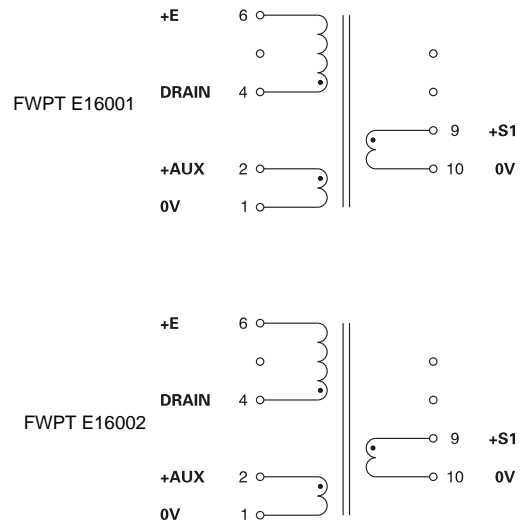 +E 6
FWPT E16001
DRAIN 4
9 +S1
+AUX 2
10 0V
0V 1
+E 6
FWPT E16002
DRAIN 4
9 +S1
+AUX 2
10 0V
0V 1